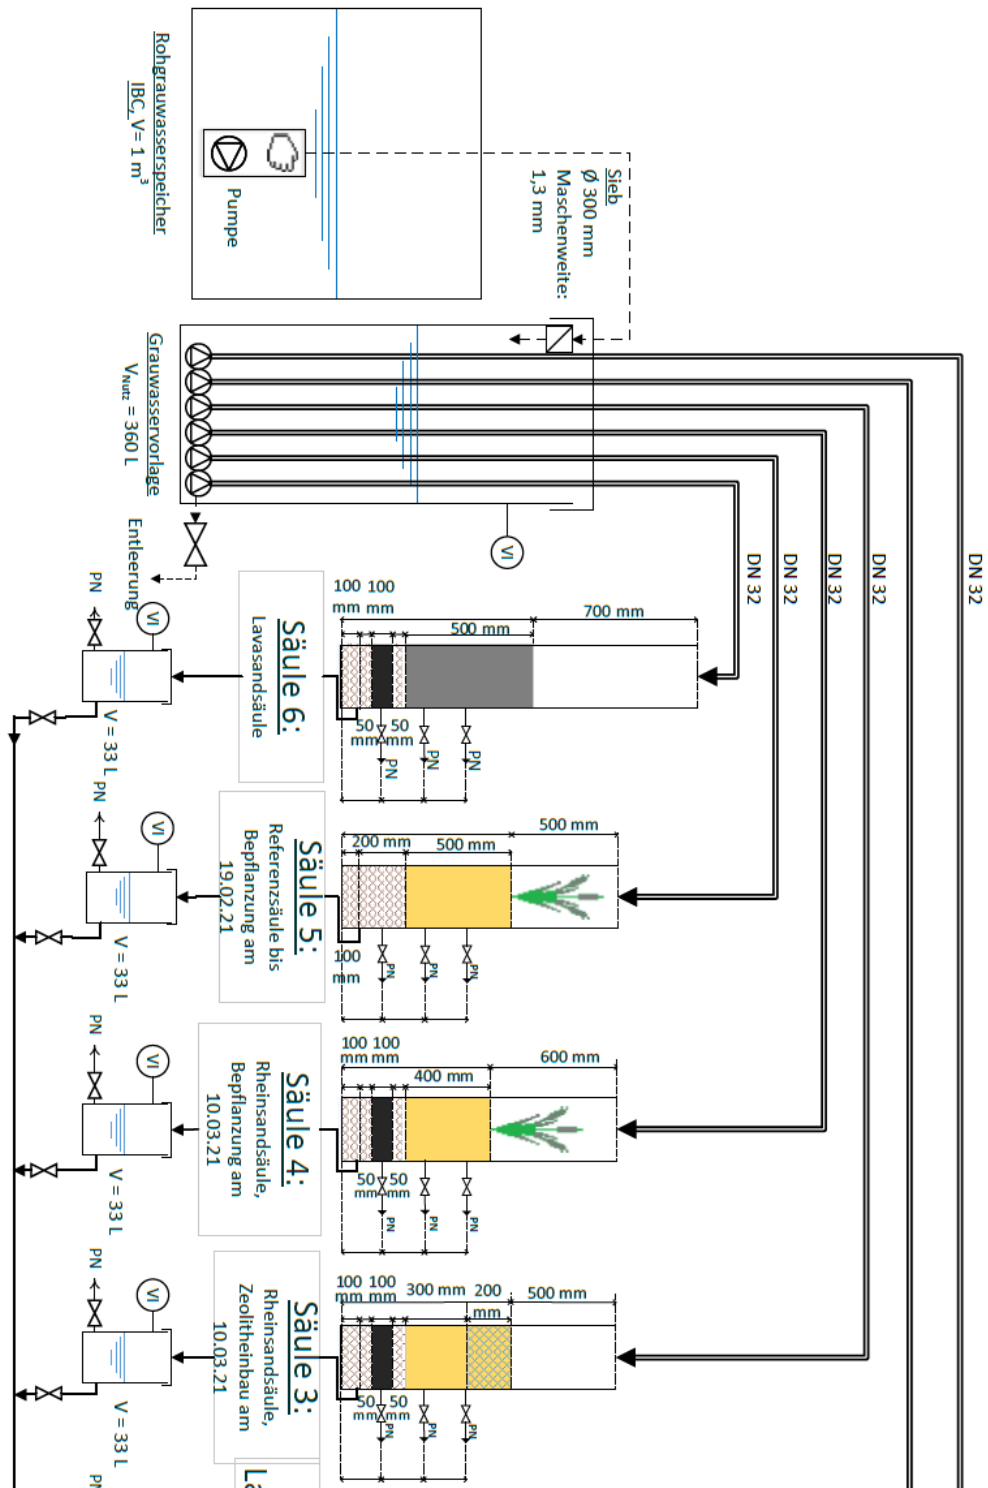 Rohgrauwasserspeicher
IBC, V= 1 m³
Pumpe
Sieb
Ø 300 mm
Maschenweite:
1,3 mm
Grauwasservorlage
V_Nutz = 360 L
Entleerung
VI
DN 32
DN 32
DN 32
DN 32
DN 32
Säule 6:
Lavasandsäule
100 mm
100 mm
500 mm
700 mm
50 mm
50 mm
PN
PN
PN
VI
PN
V = 33 L
Säule 5:
Referenzsäule bis
Bepflanzung am
19.02.21
200 mm
500 mm
500 mm
100 mm
PN
PN
PN
VI
PN
V = 33 L
Säule 4:
Rheinsandsäule,
Bepflanzung am
10.03.21
100 mm
100 mm
400 mm
600 mm
50 mm
50 mm
PN
PN
PN
VI
PN
V = 33 L
Säule 3:
Rheinsandsäule,
Zeolitheinbau am
10.03.21
100 mm
100 mm
300 mm
200 mm
500 mm
50 mm
50 mm
PN
PN
PN
VI
PN
V = 33 L
PN